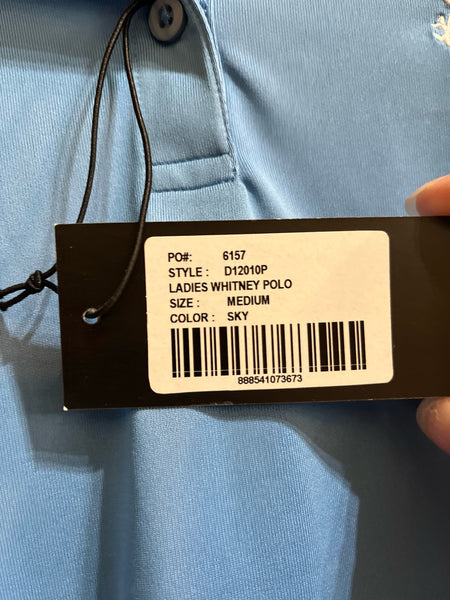 PO#: 6157
STYLE : D12010P
LADIES WHITNEY POLO
SIZE : MEDIUM
COLOR : SKY
888541073673